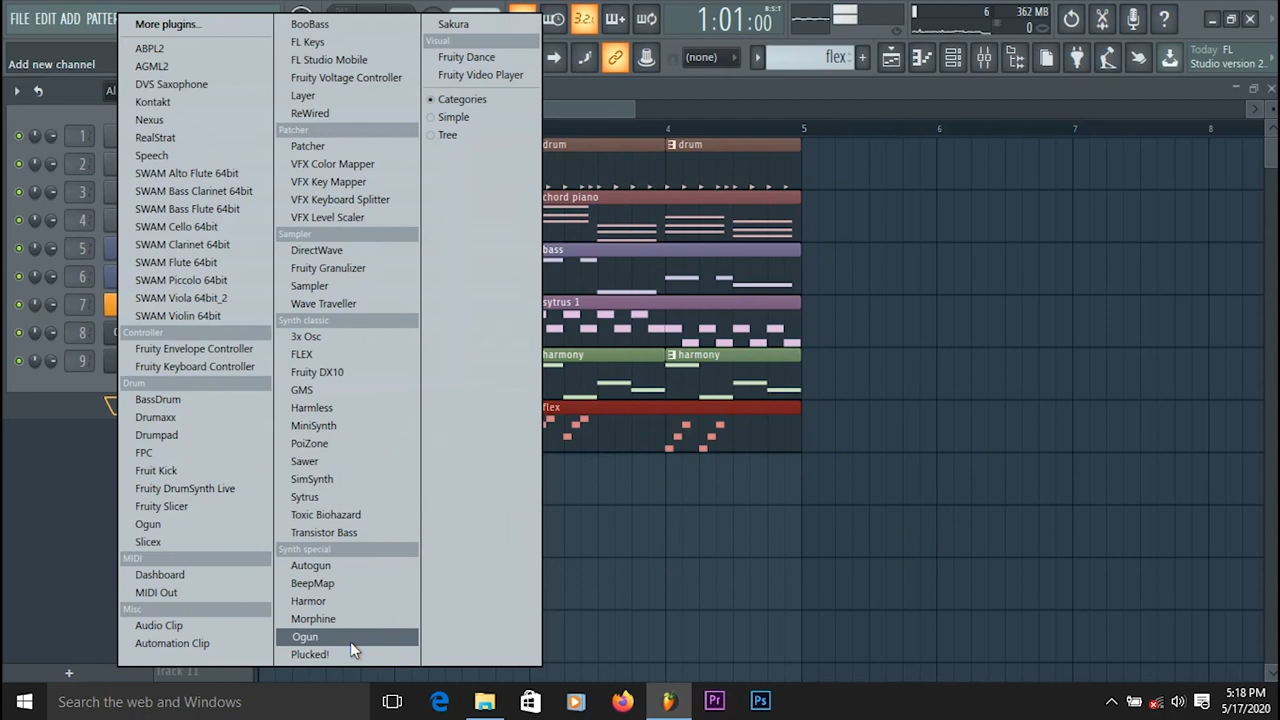 FILE EDIT ADD PATTER
More plugins...
ABPL2
AGML2
DVS Saxophone
Kontakt
Nexus
RealStrat
Speech
SWAM Alto Flute 64bit
SWAM Bass Clarinet 64bit
SWAM Bass Flute 64bit
SWAM Cello 64bit
SWAM Clarinet 64bit
SWAM Flute 64bit
SWAM Piccolo 64bit
SWAM Viola 64bit_2
SWAM Violin 64bit
Controller
Fruity Envelope Controller
Fruity Keyboard Controller
Drum
BassDrum
Drumaxx
Drumpad
FPC
Fruit Kick
Fruity DrumSynth Live
Fruity Slicer
Ogun
Slicex
MIDI
Dashboard
MIDI Out
Misc
Audio Clip
Automation Clip
BooBass
FL Keys
FL Studio Mobile
Fruity Voltage Controller
Layer
ReWired
Patcher
Patcher
VFX Color Mapper
VFX Key Mapper
VFX Keyboard Splitter
VFX Level Scaler
Sampler
DirectWave
Fruity Granulizer
Sampler
Wave Traveller
Synth classic
3x Osc
FLEX
Fruity DX10
GMS
Harmless
MiniSynth
PoiZone
Sawer
SimSynth
Sytrus
Toxic Biohazard
Transistor Bass
Synth special
Autogun
BeepMap
Harmor
Morphine
Ogun
Plucked!
Sakura
Visual
Fruity Dance
Fruity Video Player
Categories
Simple
Tree
Add new channel
Al
1
2
3
4
5
6
7
8
9
3.2
1:01:00
B:S:T
6
362 MB
0
(none)
flex
Today FL
Studio version 2.
4 5 6 7 8
drum drum
chord piano
bass
sytrus 1
harmony harmony
flex
Track 11
Search the web and Windows
Pr
Ps
5:18 PM
5/17/2020